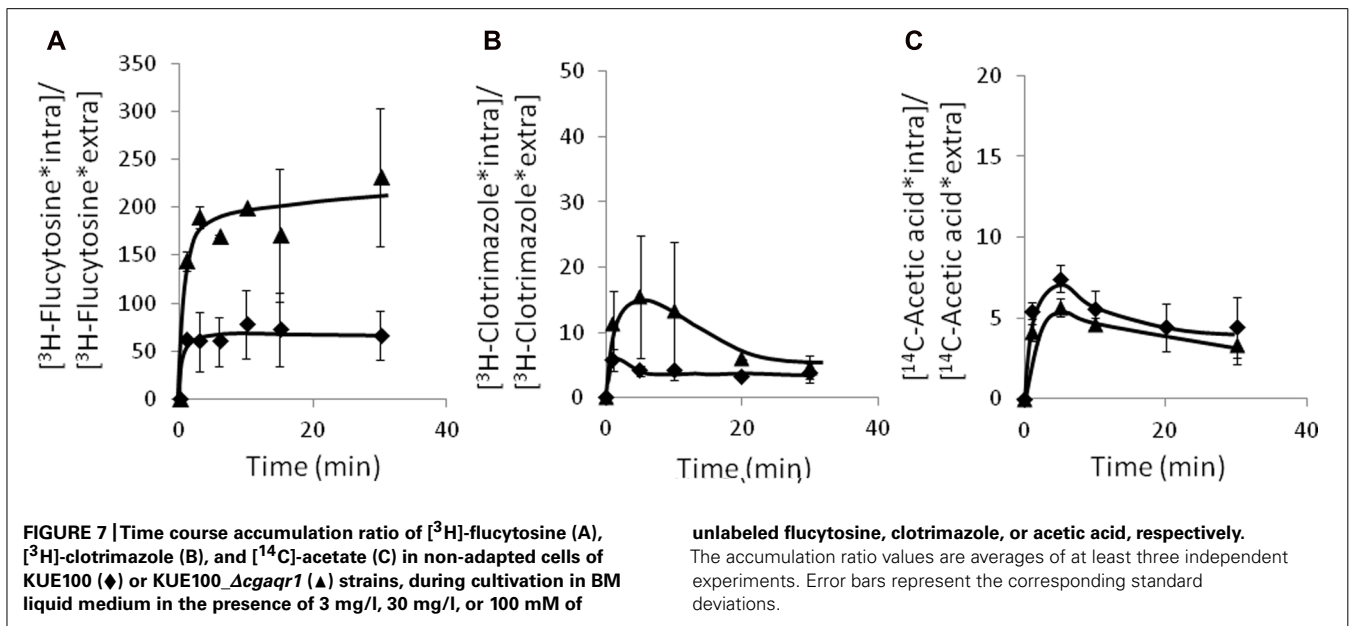 A
350
300
250
200
150
100
50
0
0
20
40
[³H-Flucytosine*intra]/
[³H-Flucytosine*extra]
Time (min)
B
50
40
30
20
10
0
0
20
40
[³H-Clotrimazole*intra]/
[³H-Clotrimazole*extra]
Time (min)
C
20
15
10
5
0
0
20
40
[¹⁴C-Acetic acid*intra]/
[¹⁴C-Acetic acid*extra]
Time (min)
FIGURE 7 | Time course accumulation ratio of [³H]-flucytosine (A),
[³H]-clotrimazole (B), and [¹⁴C]-acetate (C) in non-adapted cells of
KUE100 (♦) or KUE100_Δcgaqr1 (▲) strains, during cultivation in BM
liquid medium in the presence of 3 mg/l, 30 mg/l, or 100 mM of
unlabeled flucytosine, clotrimazole, or acetic acid, respectively.
The accumulation ratio values are averages of at least three independent
experiments. Error bars represent the corresponding standard
deviations.